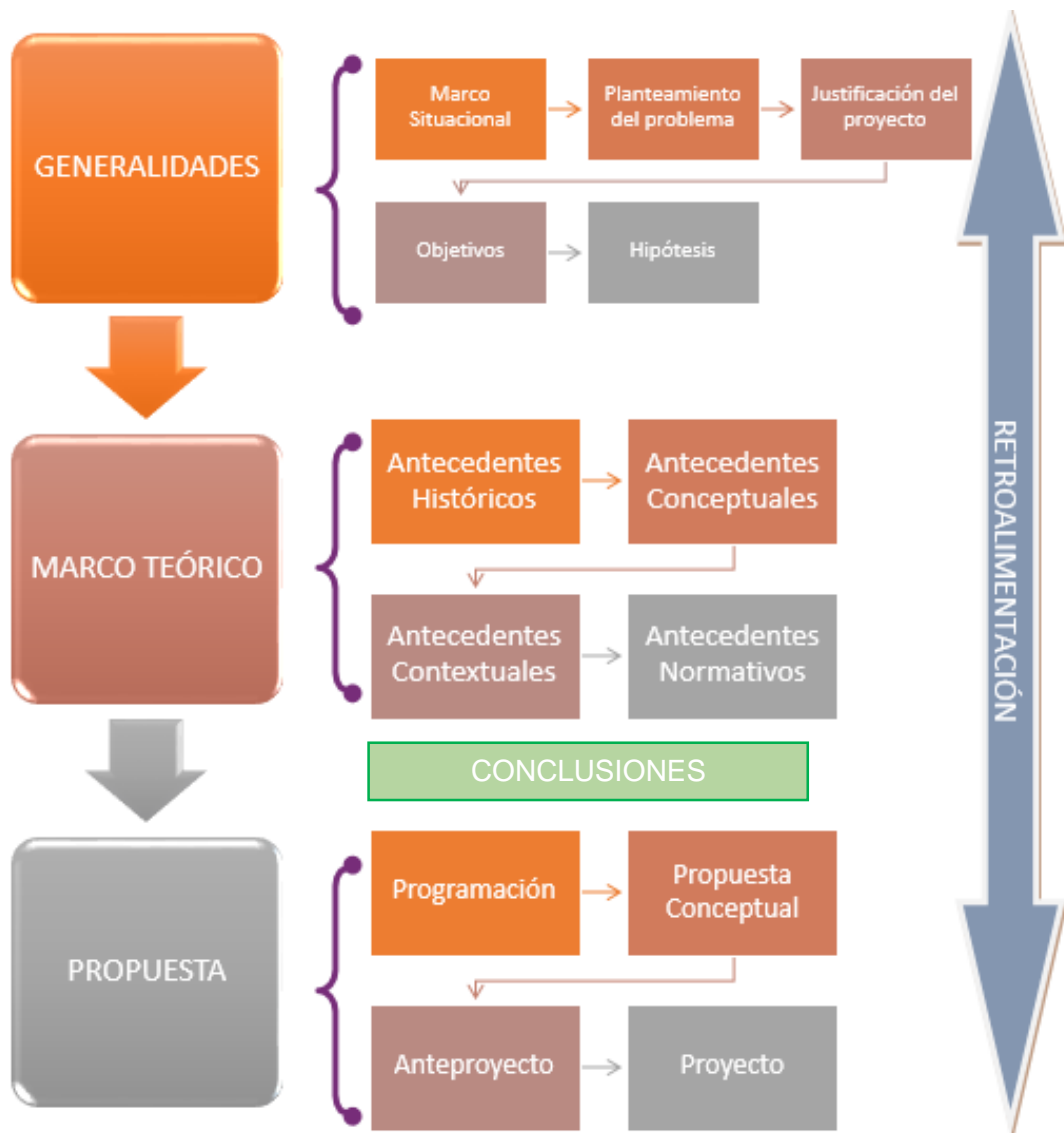 GENERALIDADES
Marco
Situacional
Planteamiento
del problema
Justificación del
proyecto
Objetivos
Hipótesis
MARCO TEÓRICO
Antecedentes
Históricos
Antecedentes
Conceptuales
Antecedentes
Contextuales
Antecedentes
Normativos
CONCLUSIONES
PROPUESTA
Programación
Propuesta
Conceptual
Anteproyecto
Proyecto
RETROALIMENTACIÓN